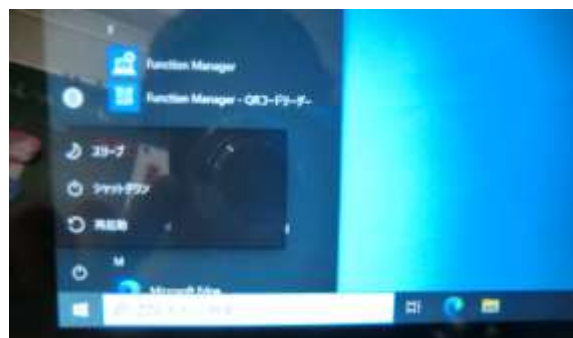 F
Function Manager
Function Manager - QRコードリーダー
スリープ
シャットダウン
再起動
M
Microsoft Edge